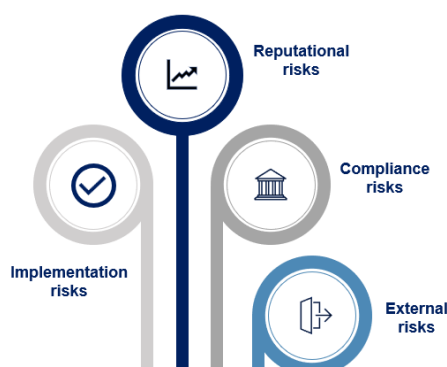 Reputational
risks
Compliance
risks
Implementation
risks
External
risks